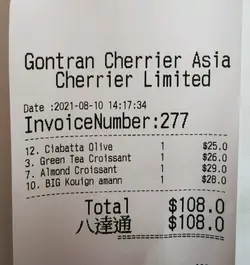 Gontran Cherrier Asia
Cherrier Limited
Date :2021-08-10 14:17:34
InvoiceNumber:277
12. Ciabatta Olive 1 $25.0
3. Green Tea Croissant 1 $26.0
7. Almond Croissant 1 $29.0
10. BIG Kouign amann 1 $28.0
Total $108.0
八達通 $108.0